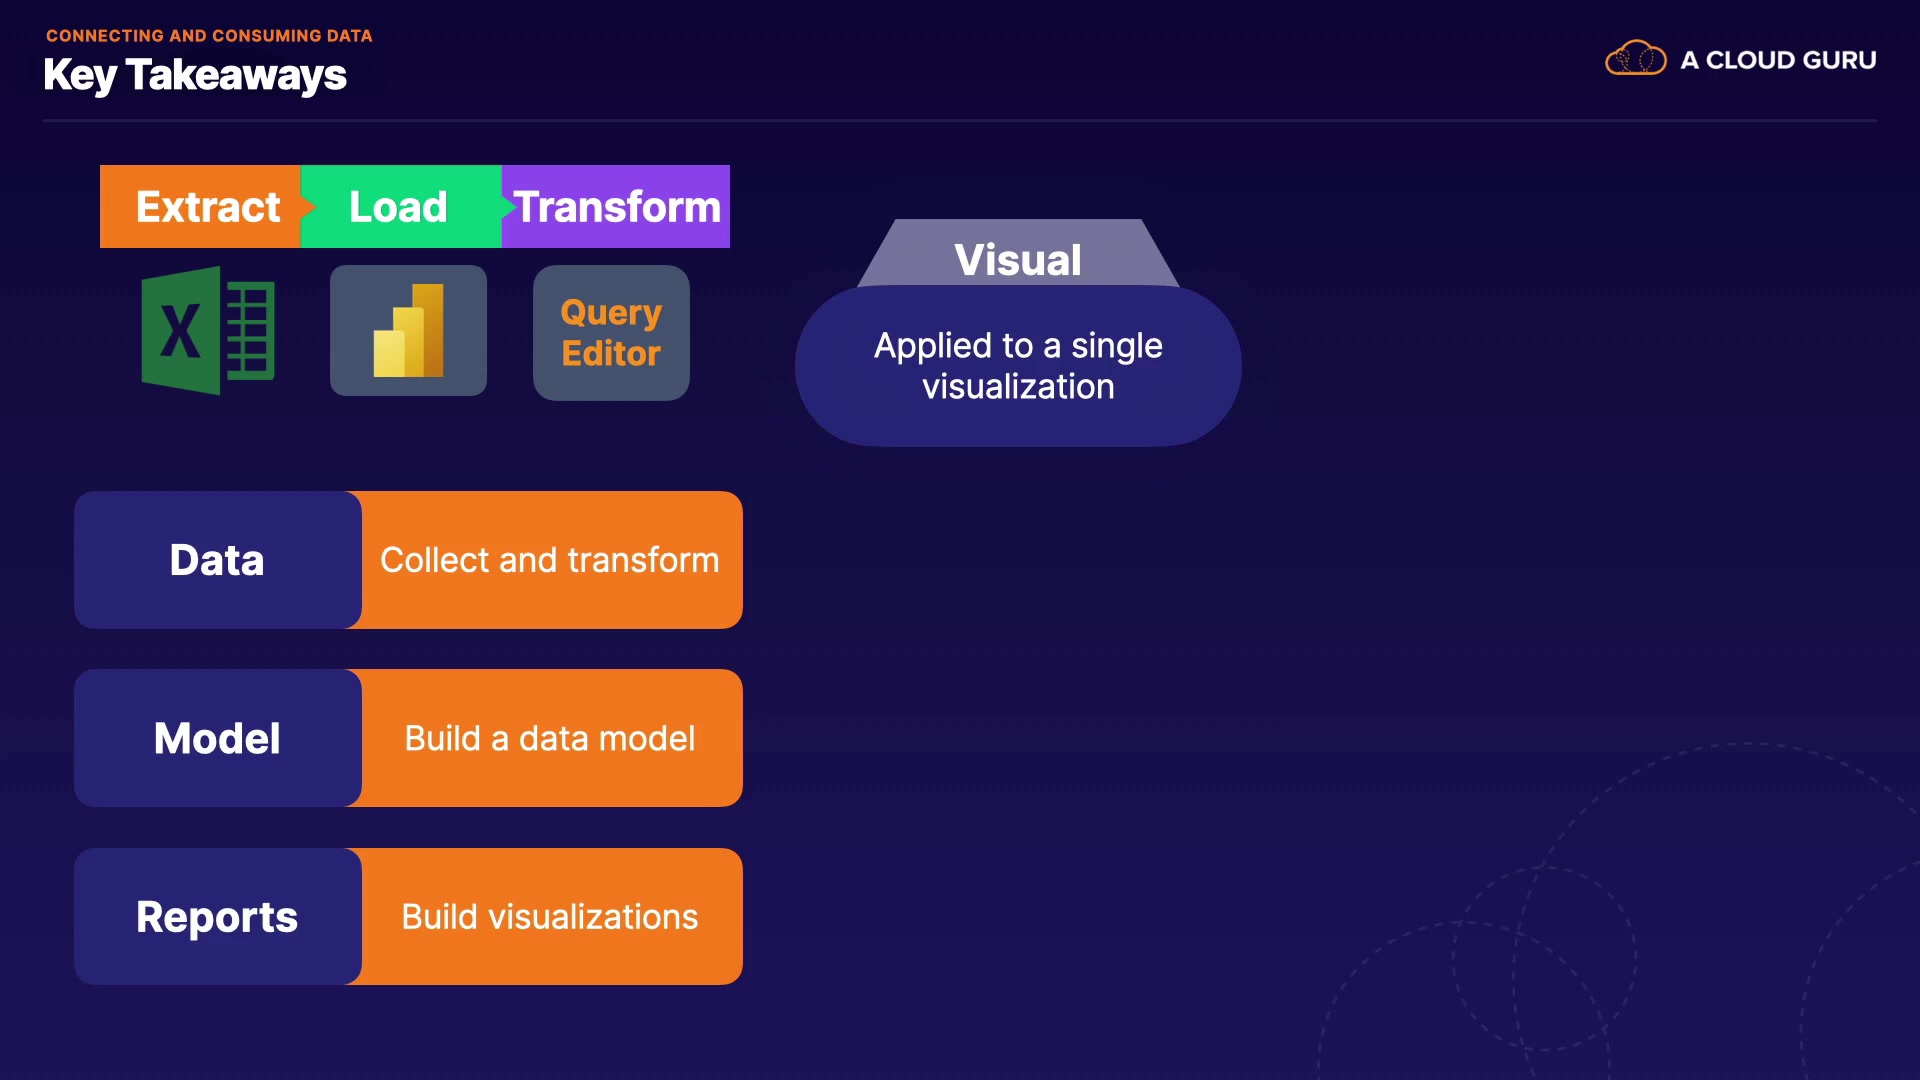 CONNECTING AND CONSUMING DATA
Key Takeaways
A CLOUD GURU
Extract
Load
Transform
X
Query
Editor
Visual
Applied to a single
visualization
Data
Collect and transform
Model
Build a data model
Reports
Build visualizations